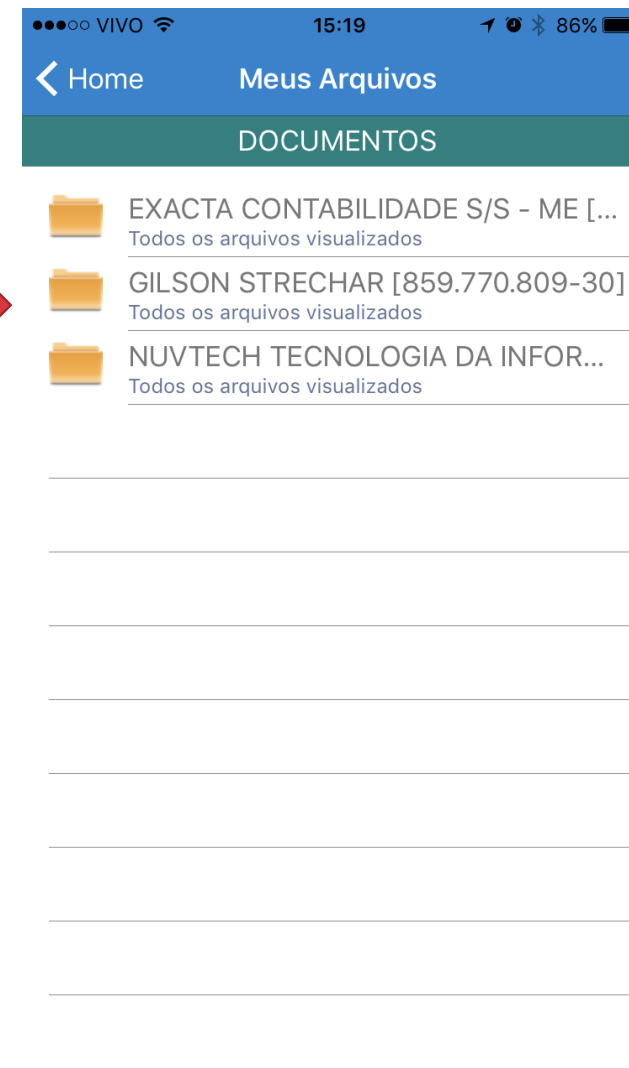 VIVO 15:19 86%
Home Meus Arquivos
DOCUMENTOS
EXACTA CONTABILIDADE S/S - ME [...
Todos os arquivos visualizados
GILSON STRECHAR [859.770.809-30]
Todos os arquivos visualizados
NUVTECH TECNOLOGIA DA INFOR...
Todos os arquivos visualizados